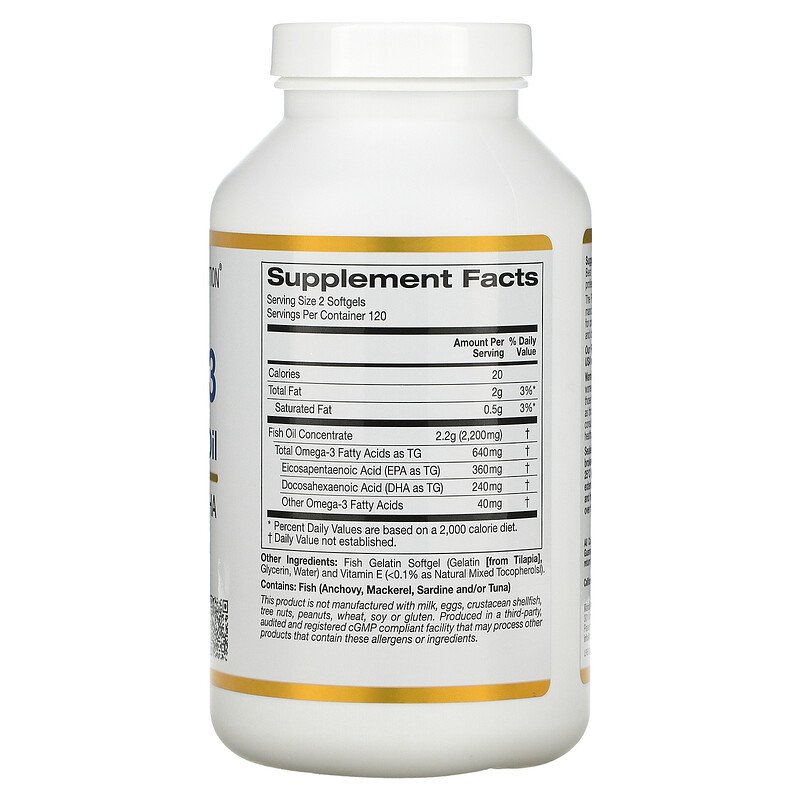 Supplement Facts
Serving Size 2 Softgels
Servings Per Container 120
Amount Per Serving % Daily Value
Calories 20
Total Fat 2g 3%*
Saturated Fat 0.5g 3%*
Fish Oil Concentrate 2.2g (2,200mg) †
Total Omega-3 Fatty Acids as TG 640mg †
Eicosapentaenoic Acid (EPA as TG) 360mg †
Docosahexaenoic Acid (DHA as TG) 240mg †
Other Omega-3 Fatty Acids 40mg †
* Percent Daily Values are based on a 2,000 calorie diet.
† Daily Value not established.
Other Ingredients: Fish Gelatin Softgel (Gelatin [from Tilapia],
Glycerin, Water) and Vitamin E (<0.1% as Natural Mixed Tocopherols).
Contains: Fish (Anchovy, Mackerel, Sardine and/or Tuna)
This product is not manufactured with milk, eggs, crustacean shellfish,
tree nuts, peanuts, wheat, soy or gluten. Produced in a third-party,
audited and registered cGMP compliant facility that may process other
products that contain these allergens or ingredients.
3